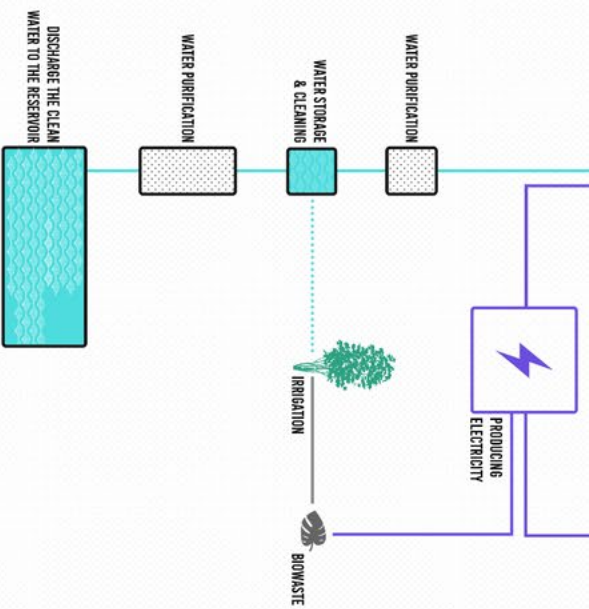 WATER PURIFICATION
WATER STORAGE
& CLEANING
WATER PURIFICATION
DISCHARGE THE CLEAN
WATER TO THE RESERVOIR
PRODUCING
ELECTRICITY
IRRIGATION
BIOWASTE